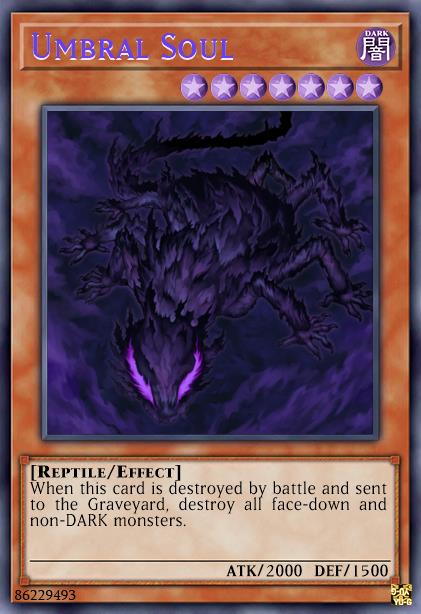 Umbral Soul
DARK
闇
[Reptile/Effect]
When this card is destroyed by battle and sent
to the Graveyard, destroy all face-down and
non-DARK monsters.
ATK/2000 DEF/1500
86229493